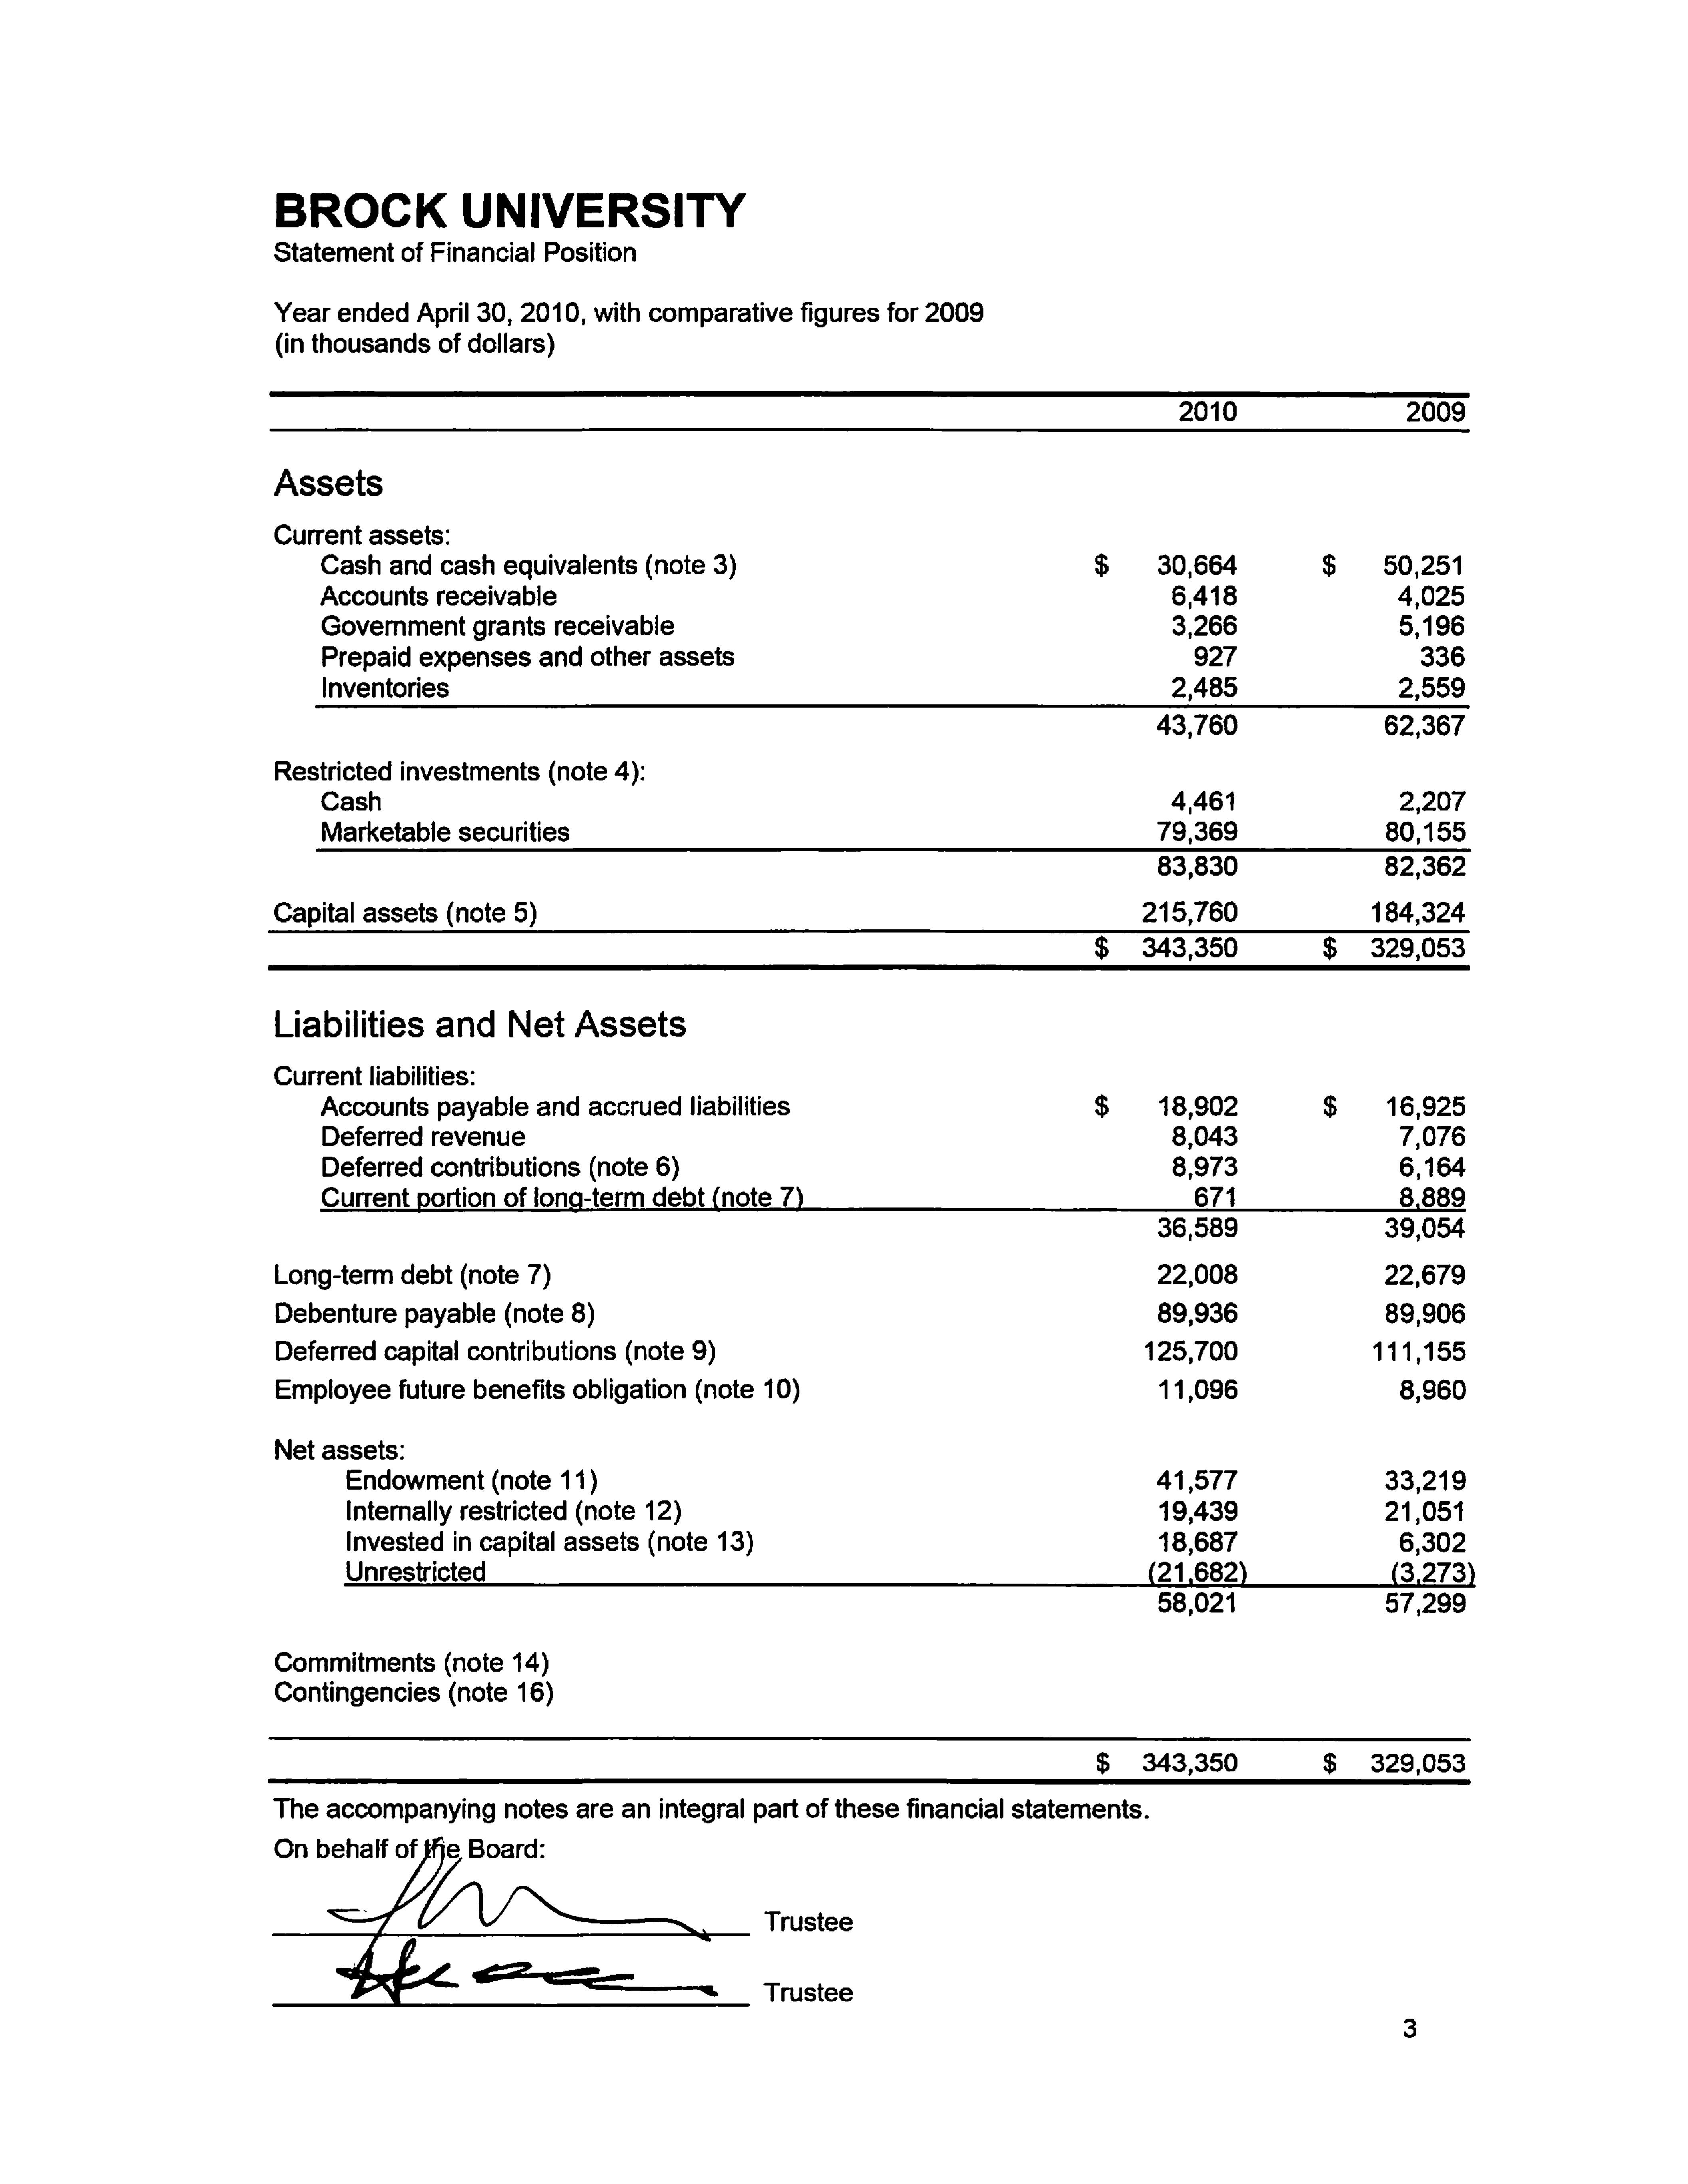 BROCK UNIVERSITY
Statement of Financial Position
Year ended April 30, 2010, with comparative figures for 2009
(in thousands of dollars)
2010 2009
Assets
Current assets:
Cash and cash equivalents (note 3) $ 30,664 $ 50,251
Accounts receivable 6,418 4,025
Government grants receivable 3,266 5,196
Prepaid expenses and other assets 927 336
Inventories 2,485 2,559
43,760 62,367
Restricted investments (note 4):
Cash 4,461 2,207
Marketable securities 79,369 80,155
83,830 82,362
Capital assets (note 5) 215,760 184,324
$ 343,350 $ 329,053
Liabilities and Net Assets
Current liabilities:
Accounts payable and accrued liabilities $ 18,902 $ 16,925
Deferred revenue 8,043 7,076
Deferred contributions (note 6) 8,973 6,164
Current portion of long-term debt (note 7) 671 8,889
36,589 39,054
Long-term debt (note 7) 22,008 22,679
Debenture payable (note 8) 89,936 89,906
Deferred capital contributions (note 9) 125,700 111,155
Employee future benefits obligation (note 10) 11,096 8,960
Net assets:
Endowment (note 11) 41,577 33,219
Internally restricted (note 12) 19,439 21,051
Invested in capital assets (note 13) 18,687 6,302
Unrestricted (21,682) (3,273)
58,021 57,299
Commitments (note 14)
Contingencies (note 16)
$ 343,350 $ 329,053
The accompanying notes are an integral part of these financial statements.
On behalf of the Board:
Trustee
Trustee
3